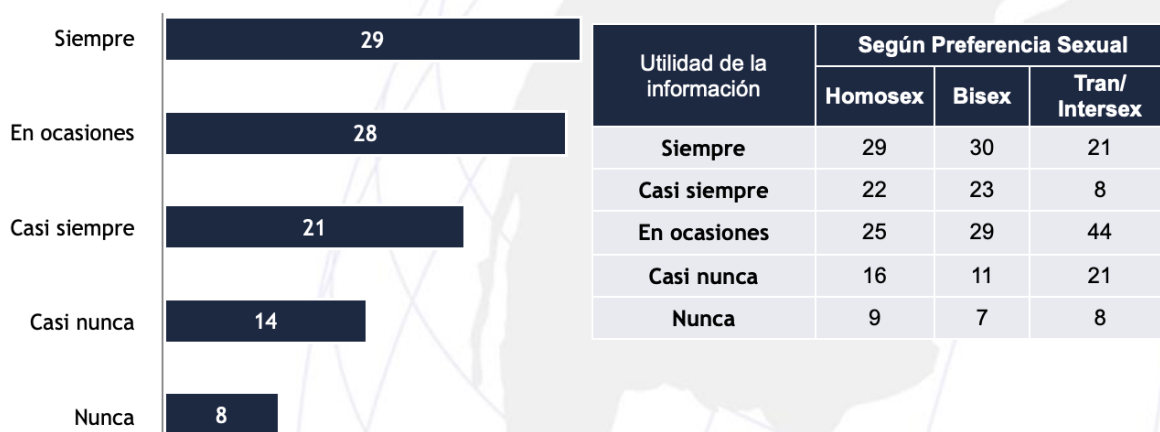 Siempre 29
En ocasiones 28
Casi siempre 21
Casi nunca 14
Nunca 8
Utilidad de la
información
Según Preferencia Sexual
Homosex Bisex Tran/
Intersex
Siempre 29 30 21
Casi siempre 22 23 8
En ocasiones 25 29 44
Casi nunca 16 11 21
Nunca 9 7 8